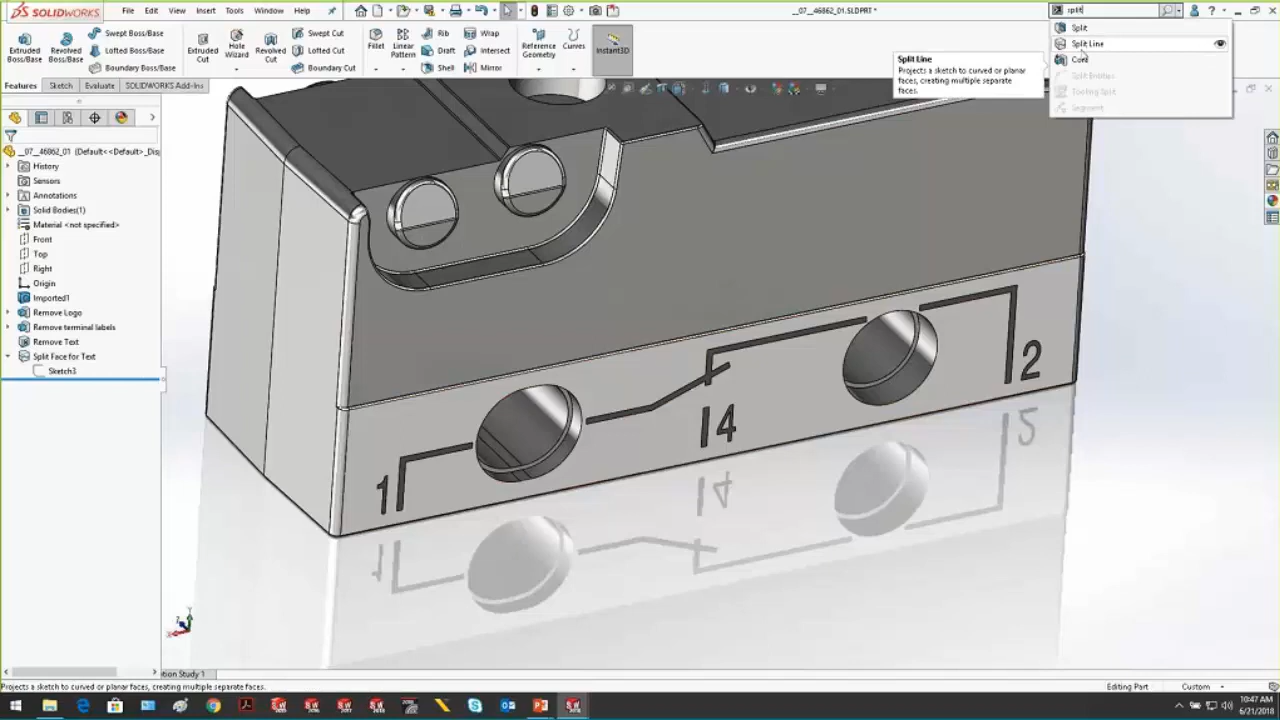 SOLIDWORKS File Edit View Insert Tools Window Help __07__46862_01.SLDPRT * split
Extruded Boss/Base Revolved Boss/Base Swept Boss/Base Lofted Boss/Base Boundary Boss/Base Extruded Cut Hole Wizard Revolved Cut Swept Cut Lofted Cut Boundary Cut Fillet Linear Pattern Rib Draft Shell Wrap Intersect Mirror Reference Geometry Curves Instant3D
Split
Split Line
Split Line
Projects a sketch to curved or planar
faces, creating multiple separate
faces.
Split Entities
Tooling Split
Segment
Features Sketch Evaluate SOLIDWORKS Add-Ins
__07__46862_01 (Default<<Default>_Disp
History
Sensors
Annotations
Solid Bodies(1)
Material <not specified>
Front
Top
Right
Origin
Imported1
Remove Logo
Remove terminal labels
Remove Text
Split Face for Text
Sketch3
1 14 2
tion Study 1
Projects a sketch to curved or planar faces, creating multiple separate faces. Editing Part Custom
10:47 AM
6/21/2018